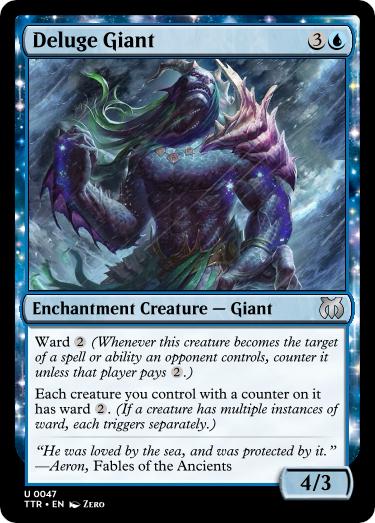 Deluge Giant 3
Enchantment Creature — Giant
Ward 2 (Whenever this creature becomes the target
of a spell or ability an opponent controls, counter it
unless that player pays 2.)
Each creature you control with a counter on it
has ward 2. (If a creature has multiple instances of
ward, each triggers separately.)
“He was loved by the sea, and was protected by it.”
—Aeron, Fables of the Ancients
4/3
U 0047
TTR • EN Zero